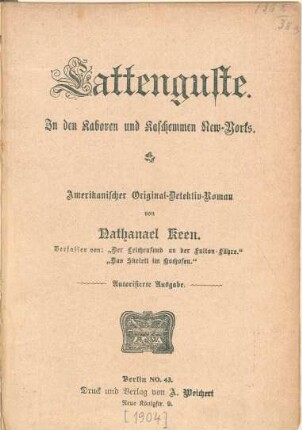 Lattenguste.
In den Kaboren und Kaschemmen New-Yorks.
Amerikanischer Original-Detektiv-Roman
von
Nathanael Keen.
Verfasser von: „Der Leichenfund an der Fulton-Fähre.“
„Das Skelett im
Autorisierte Ausgabe.
Berlin NO. 43.
Druck und Verlag von A. Weichert
Neue Königstr. 9.
[1904]